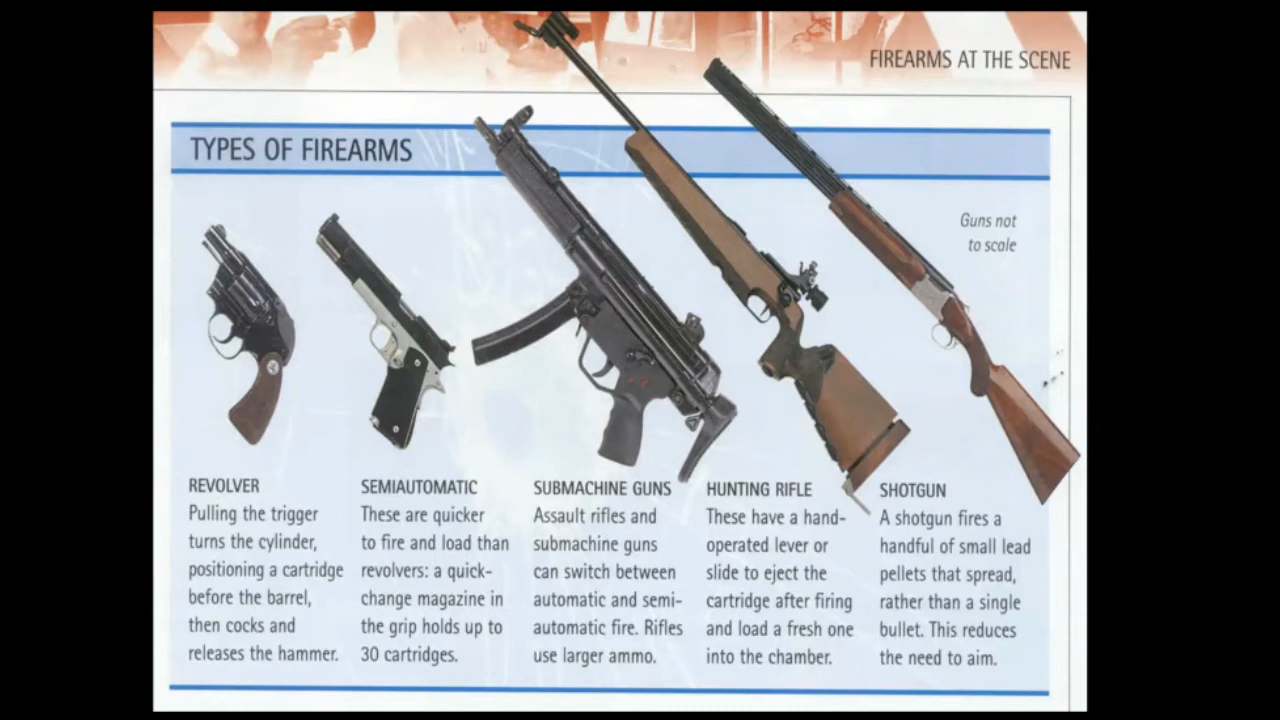 FIREARMS AT THE SCENE
TYPES OF FIREARMS
Guns not
to scale
REVOLVER
Pulling the trigger
turns the cylinder,
positioning a cartridge
before the barrel,
then cocks and
releases the hammer.
SEMIAUTOMATIC
These are quicker
to fire and load than
revolvers: a quick-
change magazine in
the grip holds up to
30 cartridges.
SUBMACHINE GUNS
Assault rifles and
submachine guns
can switch between
automatic and semi-
automatic fire. Rifles
use larger ammo.
HUNTING RIFLE
These have a hand-
operated lever or
slide to eject the
cartridge after firing
and load a fresh one
into the chamber.
SHOTGUN
A shotgun fires a
handful of small lead
pellets that spread,
rather than a single
bullet. This reduces
the need to aim.